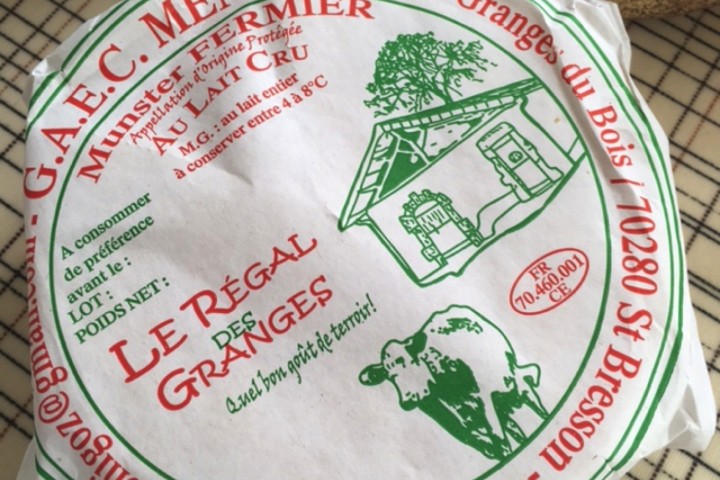 G.A.E.C.
Granges du Bois / 70280 St Bresson -
Munster FERMIER
Appellation d'Origine Protégée
AU LAIT CRU
M.G. : au lait entier
à conserver entre 4 à 8°C
A consommer
de préférence
avant le :
LOT :
POIDS NET :
LE RÉGAL
DES
GRANGES
Quel bon goût de terroir!
FR
70.460.001
CE